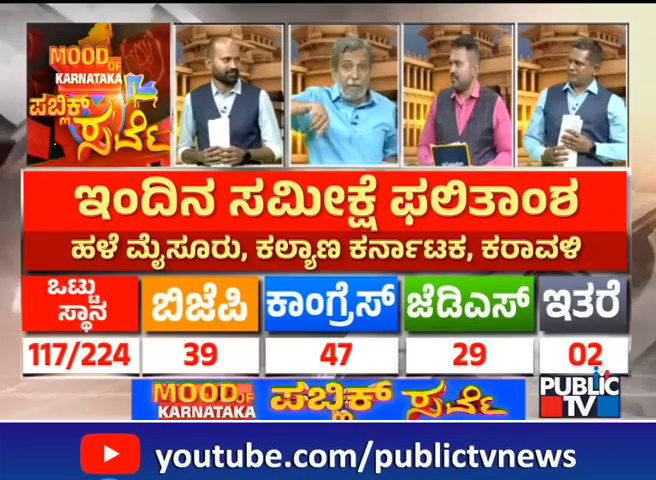 MOOD OF
KARNATAKA
ಪಬ್ಲಿಕ್
ಸರ್ವೆ
ಇಂದಿನ ಸಮೀಕ್ಷೆ ಫಲಿತಾಂಶ
ಹಳೆ ಮೈಸೂರು, ಕಲ್ಯಾಣ ಕರ್ನಾಟಕ, ಕರಾವಳಿ
ಒಟ್ಟು ಸ್ಥಾನ ಬಿಜೆಪಿ ಕಾಂಗ್ರೆಸ್ ಜೆಡಿಎಸ್ ಇತರೆ
117/224 39 47 29 02
MOOD OF KARNATAKA ಪಬ್ಲಿಕ್ ಸರ್ವೆ
PUBLIC TV
youtube.com/publictvnews